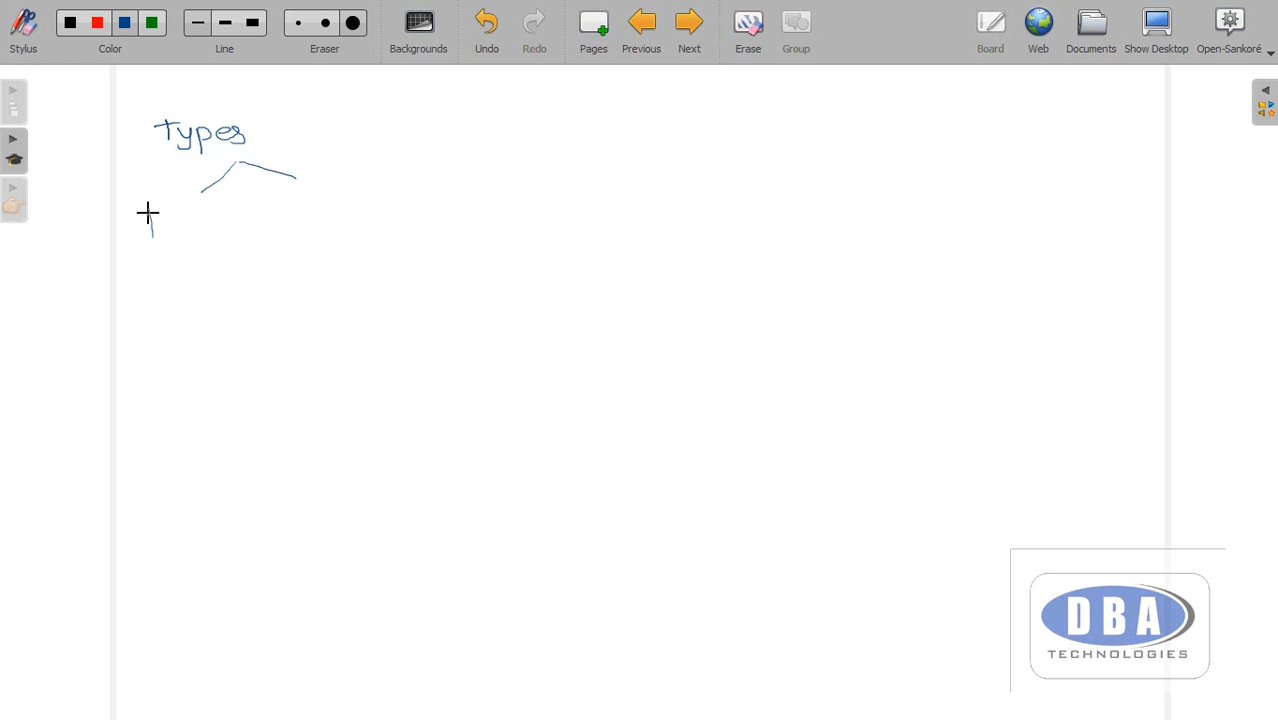 Stylus Color Line Eraser Backgrounds Undo Redo Pages Previous Next Erase Group Board Web Documents Show Desktop Open-Sankoré
Types
DBA
TECHNOLOGIES